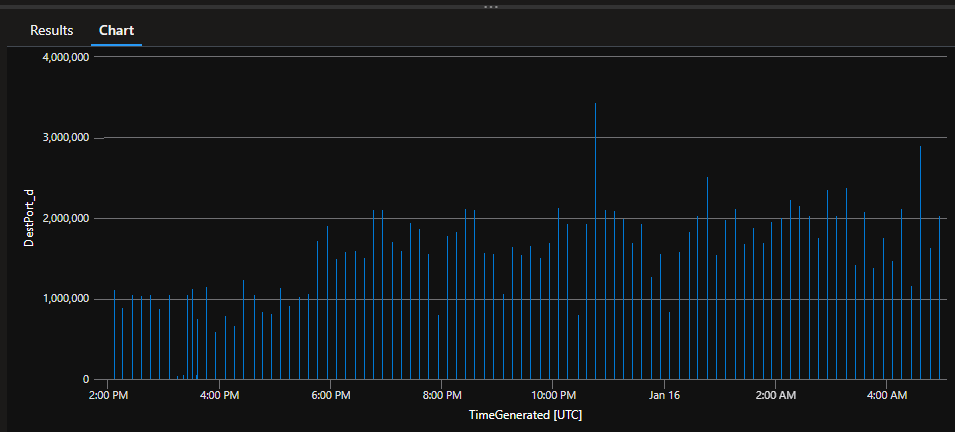 Results Chart
4,000,000
3,000,000
2,000,000
1,000,000
0
DestPort_d
2:00 PM 4:00 PM 6:00 PM 8:00 PM 10:00 PM Jan 16 2:00 AM 4:00 AM
TimeGenerated [UTC]